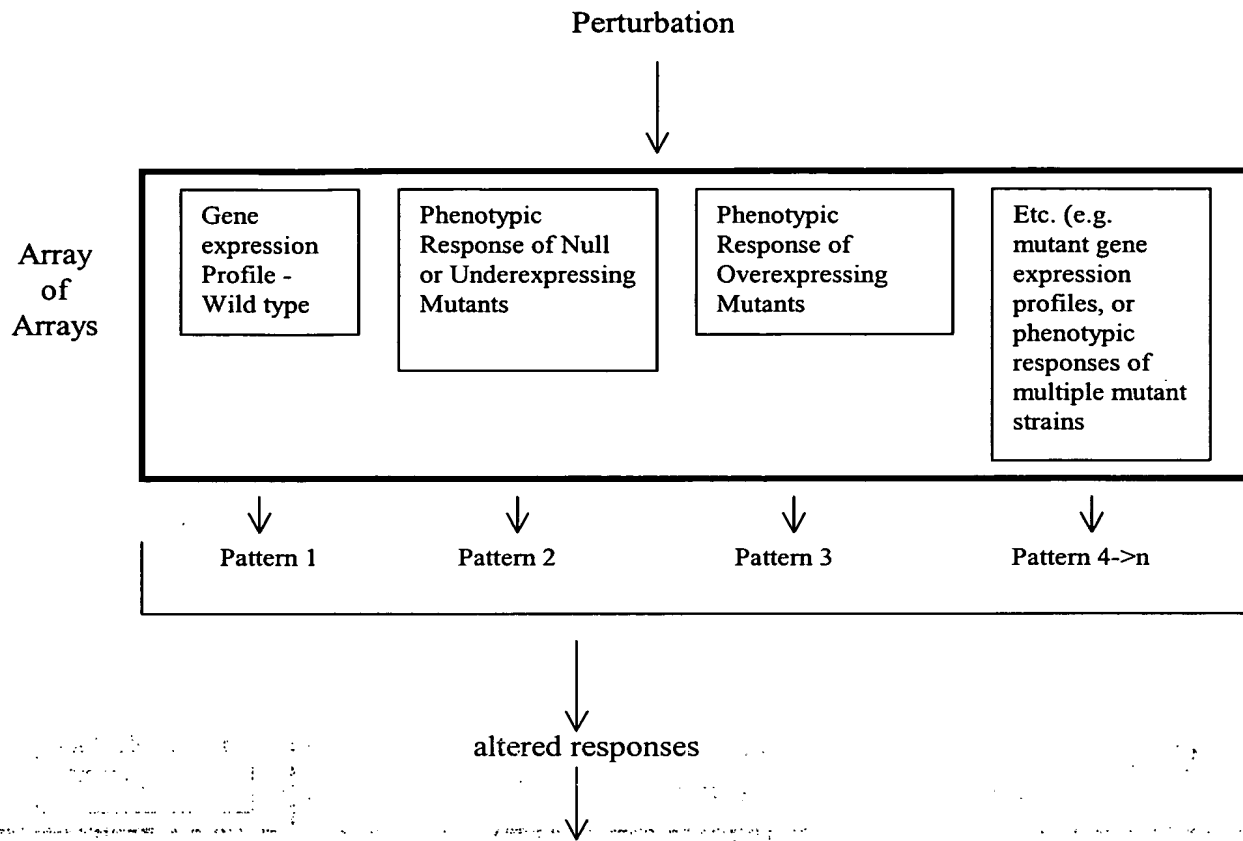 Perturbation
Array
of
Arrays
Gene
expression
Profile -
Wild type
Phenotypic
Response of Null
or Underexpressing
Mutants
Phenotypic
Response of
Overexpressing
Mutants
Etc. (e.g.
mutant gene
expression
profiles, or
phenotypic
responses of
multiple mutant
strains
Pattern 1
Pattern 2
Pattern 3
Pattern 4->n
altered responses